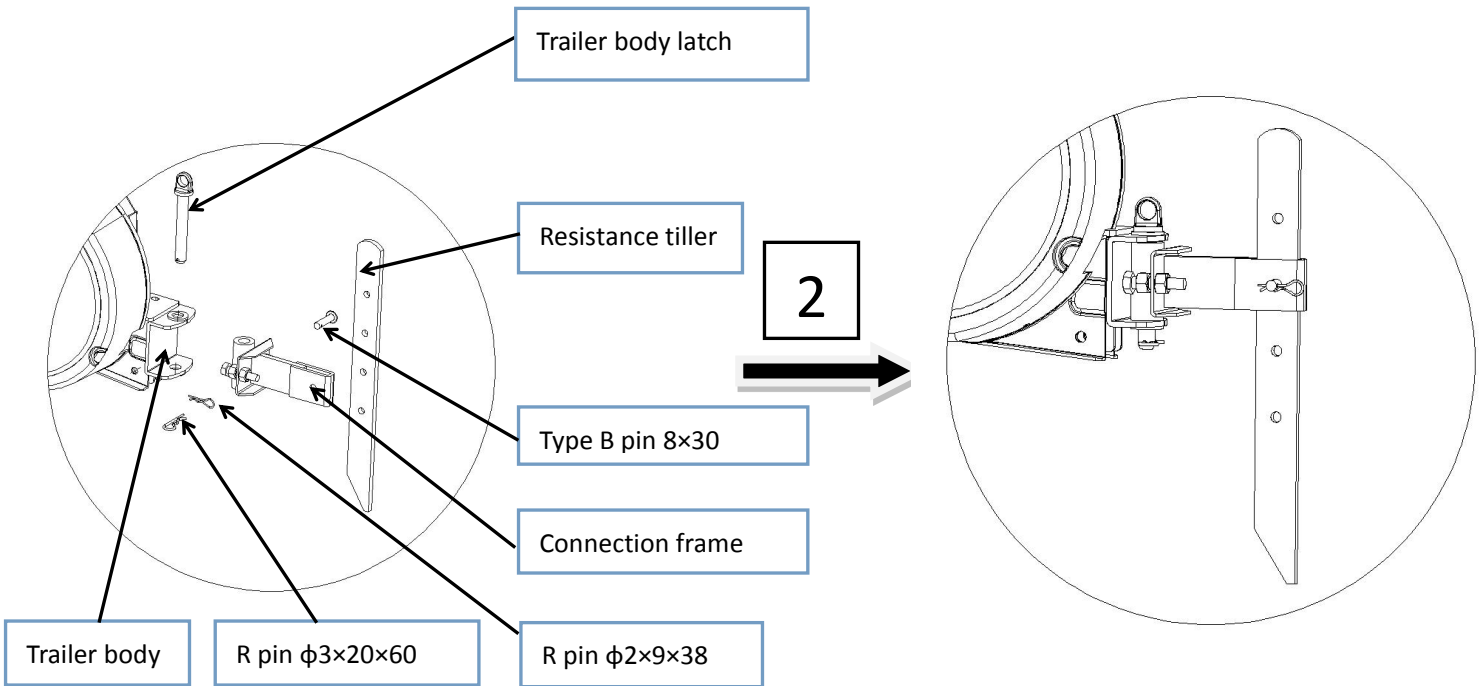 Trailer body latch
Resistance tiller
2
Type B pin 8×30
Connection frame
Trailer body
R pin ϕ3×20×60
R pin ϕ2×9×38